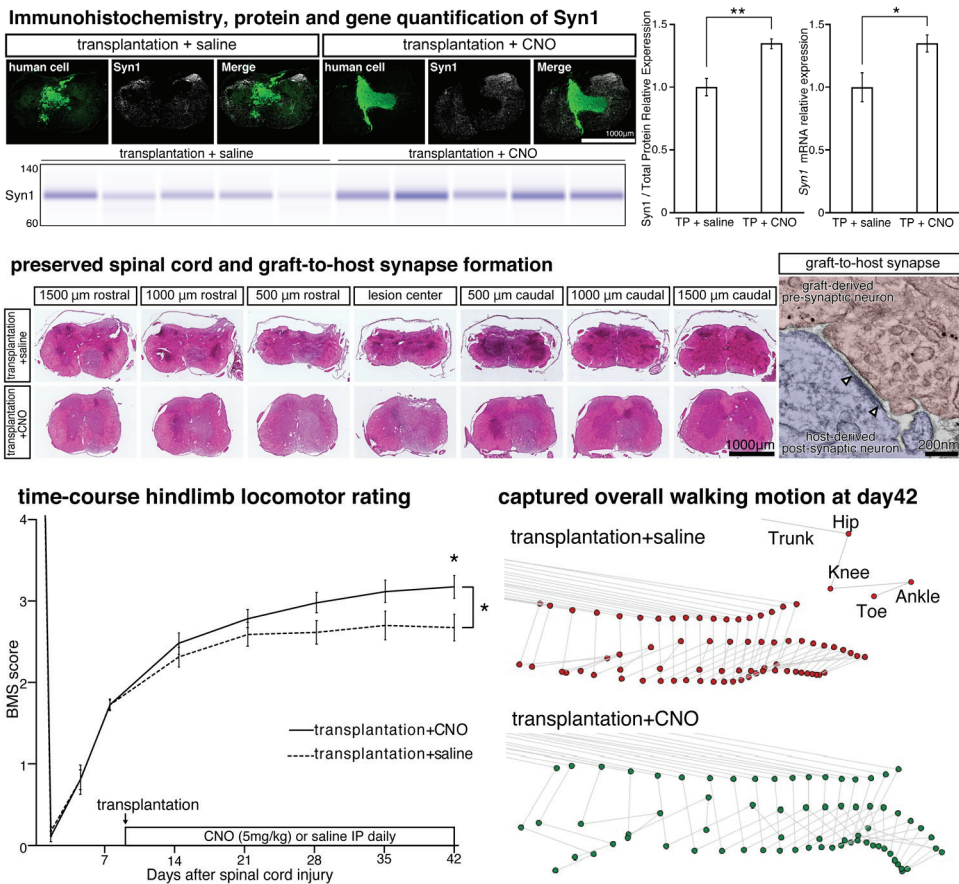 Immunohistochemistry, protein and gene quantification of Syn1
transplantation + saline
transplantation + CNO
human cell
Syn1
Merge
human cell
Syn1
Merge
1000μm
transplantation + saline
transplantation + CNO
140
Syn1
60
Syn1 / Total Protein Relative Experession
1.5
1.0
0.5
0
**
TP + saline
TP + CNO
Syn1 mRNA relative expression
1.5
1.0
0.5
0
*
TP + saline
TP + CNO
preserved spinal cord and graft-to-host synapse formation
1500 μm rostral
1000 μm rostral
500 μm rostral
lesion center
500 μm caudal
1000 μm caudal
1500 μm caudal
transplantation
+saline
transplantation
+CNO
1000μm
graft-to-host synapse
graft-derived
pre-synaptic neuron
host-derived
post-synaptic neuron
200nm
time-course hindlimb locomotor rating
BMS score
4
3
2
1
0
*
*
transplantation+CNO
transplantation+saline
transplantation
CNO (5mg/kg) or saline IP daily
7
14
21
28
35
42
Days after spinal cord injury
captured overall walking motion at day42
transplantation+saline
Hip
Trunk
Knee
Ankle
Toe
transplantation+CNO